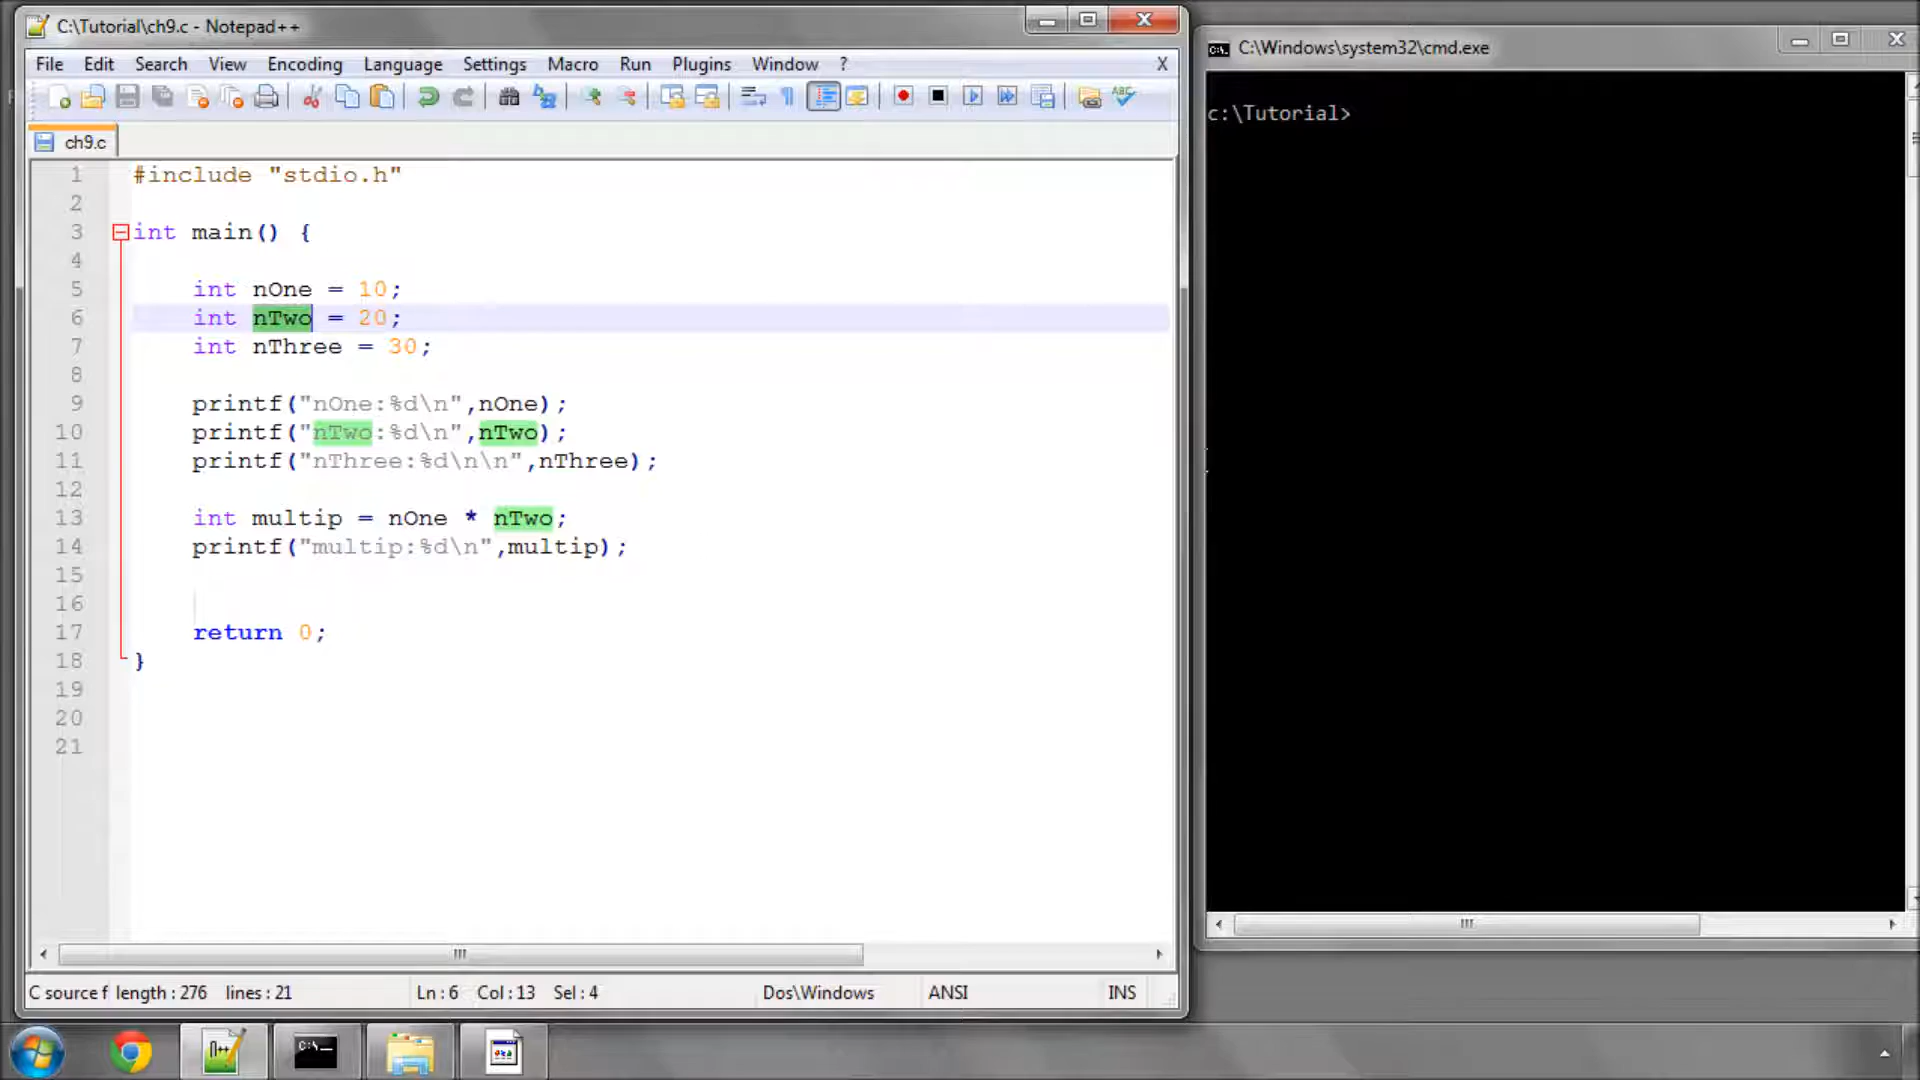 C:\Tutorial\ch9.c - Notepad++
File Edit Search View Encoding Language Settings Macro Run Plugins Window ? X
ch9.c
1 #include "stdio.h"
2
3 int main() {
4
5 int nOne = 10;
6 int nTwo = 20;
7 int nThree = 30;
8
9 printf("nOne:%d\n",nOne);
10 printf("nTwo:%d\n",nTwo);
11 printf("nThree:%d\n\n",nThree);
12
13 int multip = nOne * nTwo;
14 printf("multip:%d\n",multip);
15
16
17 return 0;
18 }
19
20
21
C source f length : 276 lines : 21 Ln : 6 Col : 13 Sel : 4 Dos\Windows ANSI INS
C:\Windows\system32\cmd.exe
c:\Tutorial>